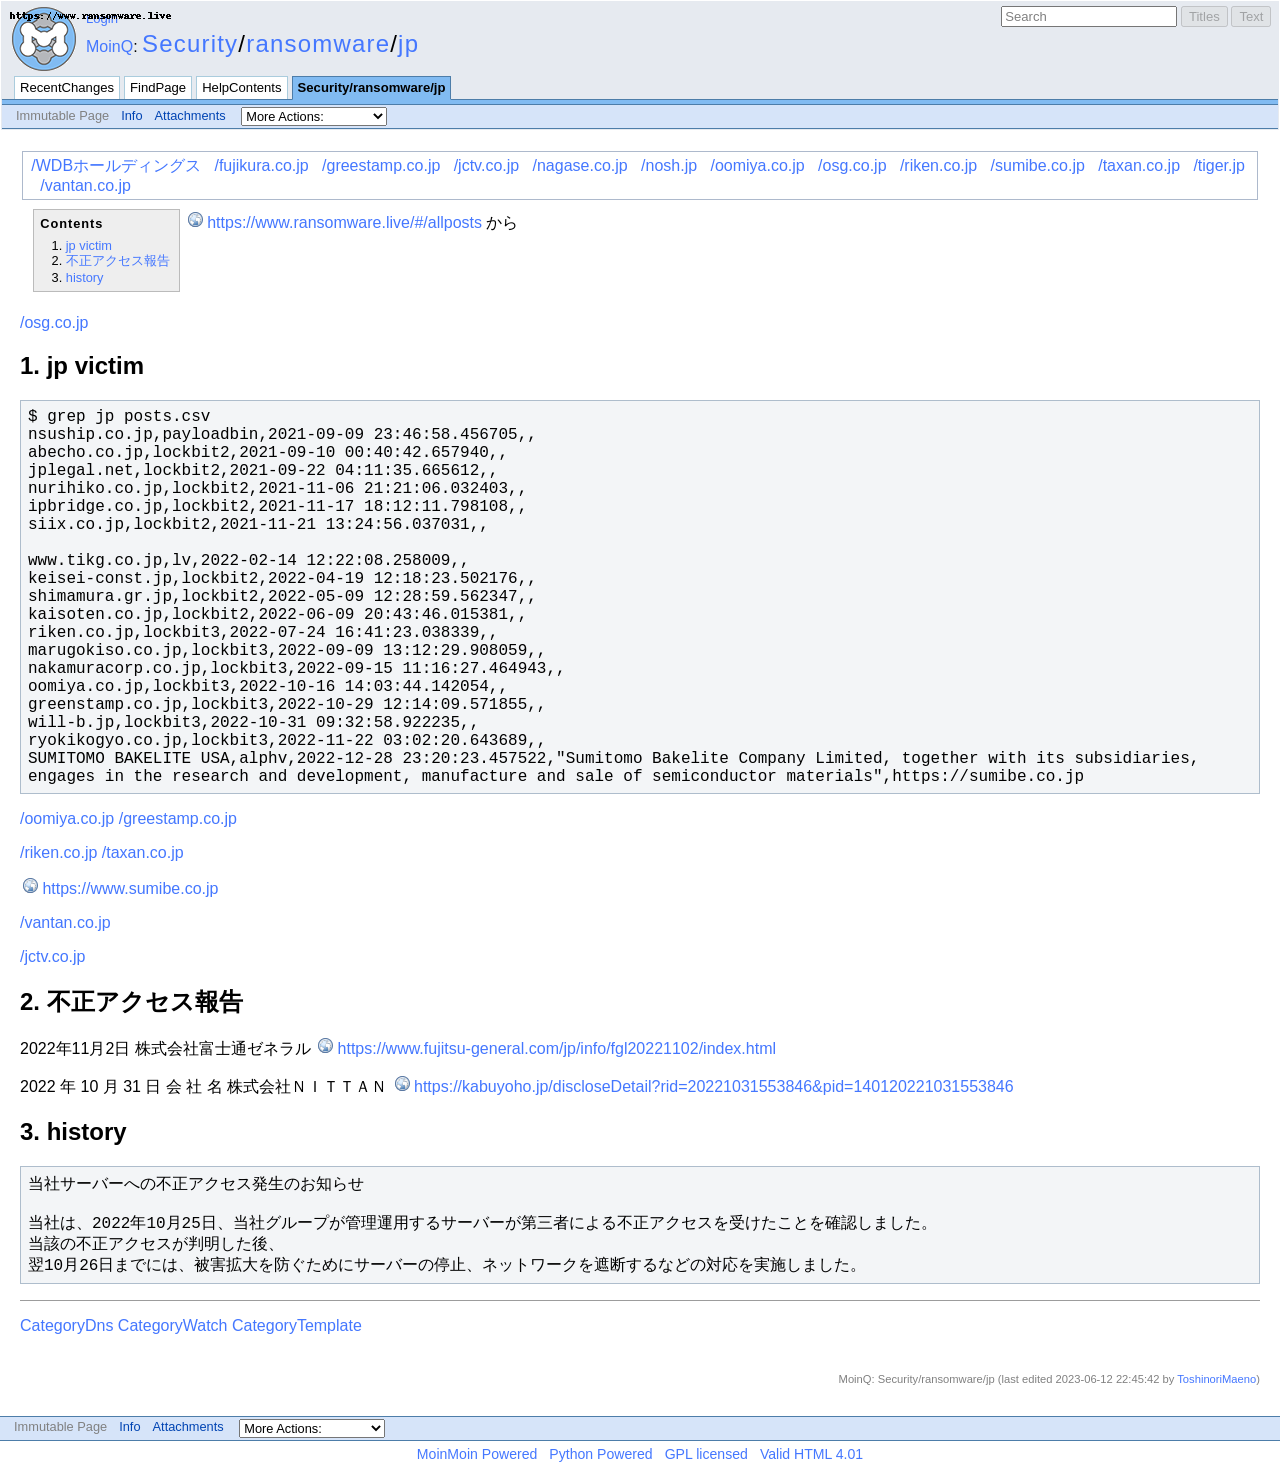 https://www.ransomware.live
Login
Search Titles Text
MoinQ: Security/ransomware/jp
RecentChanges FindPage HelpContents Security/ransomware/jp
Immutable Page Info Attachments More Actions:
/WDBホールディングス /fujikura.co.jp /greestamp.co.jp /jctv.co.jp /nagase.co.jp /nosh.jp /oomiya.co.jp /osg.co.jp /riken.co.jp /sumibe.co.jp /taxan.co.jp /tiger.jp
/vantan.co.jp
Contents
1. jp victim
2. 不正アクセス報告
3. history
https://www.ransomware.live/#/allposts から
/osg.co.jp
1. jp victim
$ grep jp posts.csv
nsuship.co.jp,payloadbin,2021-09-09 23:46:58.456705,,
abecho.co.jp,lockbit2,2021-09-10 00:40:42.657940,,
jplegal.net,lockbit2,2021-09-22 04:11:35.665612,,
nurihiko.co.jp,lockbit2,2021-11-06 21:21:06.032403,,
ipbridge.co.jp,lockbit2,2021-11-17 18:12:11.798108,,
siix.co.jp,lockbit2,2021-11-21 13:24:56.037031,,
www.tikg.co.jp,lv,2022-02-14 12:22:08.258009,,
keisei-const.jp,lockbit2,2022-04-19 12:18:23.502176,,
shimamura.gr.jp,lockbit2,2022-05-09 12:28:59.562347,,
kaisoten.co.jp,lockbit2,2022-06-09 20:43:46.015381,,
riken.co.jp,lockbit3,2022-07-24 16:41:23.038339,,
marugokiso.co.jp,lockbit3,2022-09-09 13:12:29.908059,,
nakamuracorp.co.jp,lockbit3,2022-09-15 11:16:27.464943,,
oomiya.co.jp,lockbit3,2022-10-16 14:03:44.142054,,
greenstamp.co.jp,lockbit3,2022-10-29 12:14:09.571855,,
will-b.jp,lockbit3,2022-10-31 09:32:58.922235,,
ryokikogyo.co.jp,lockbit3,2022-11-22 03:02:20.643689,,
SUMITOMO BAKELITE USA,alphv,2022-12-28 23:20:23.457522,"Sumitomo Bakelite Company Limited, together with its subsidiaries,
engages in the research and development, manufacture and sale of semiconductor materials",https://sumibe.co.jp
/oomiya.co.jp /greestamp.co.jp
/riken.co.jp /taxan.co.jp
https://www.sumibe.co.jp
/vantan.co.jp
/jctv.co.jp
2. 不正アクセス報告
2022年11月2日 株式会社富士通ゼネラル https://www.fujitsu-general.com/jp/info/fgl20221102/index.html
2022 年 10 月 31 日 会 社 名 株式会社ＮＩＴＴＡＮ https://kabuyoho.jp/discloseDetail?rid=20221031553846&pid=140120221031553846
3. history
当社サーバーへの不正アクセス発生のお知らせ
当社は、2022年10月25日、当社グループが管理運用するサーバーが第三者による不正アクセスを受けたことを確認しました。
当該の不正アクセスが判明した後、
翌10月26日までには、被害拡大を防ぐためにサーバーの停止、ネットワークを遮断するなどの対応を実施しました。
CategoryDns CategoryWatch CategoryTemplate
MoinQ: Security/ransomware/jp (last edited 2023-06-12 22:45:42 by ToshinoriMaeno)
Immutable Page Info Attachments More Actions:
MoinMoin Powered Python Powered GPL licensed Valid HTML 4.01